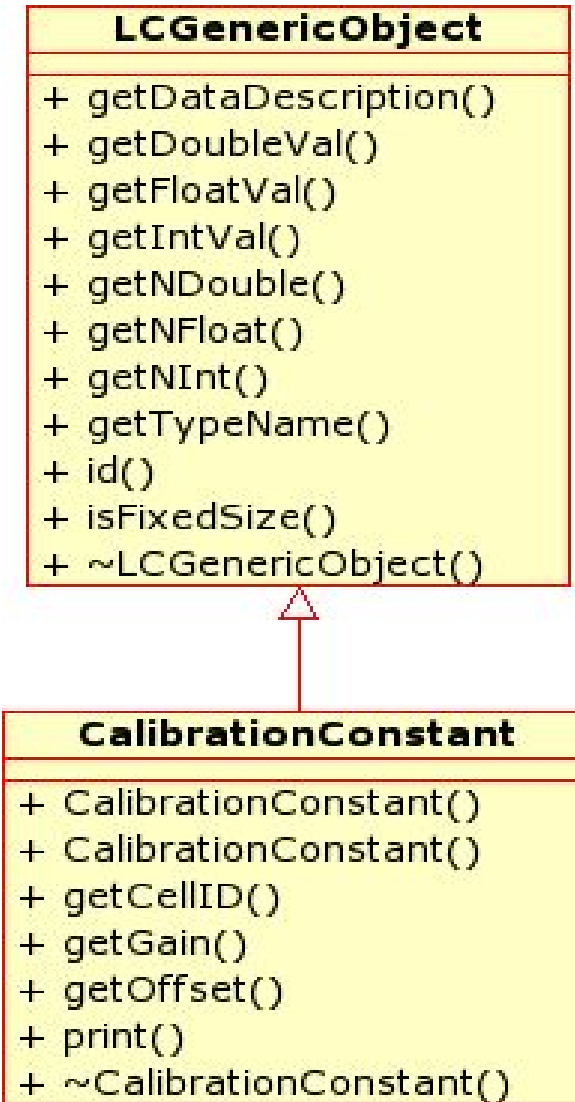 LCGenericObject
+ getDataDescription()
+ getDoubleVal()
+ getFloatVal()
+ getIntVal()
+ getNDouble()
+ getNFloat()
+ getNInt()
+ getTypeName()
+ id()
+ isFixedSize()
+ ~LCGenericObject()
CalibrationConstant
+ CalibrationConstant()
+ CalibrationConstant()
+ getCellID()
+ getGain()
+ getOffset()
+ print()
+ ~CalibrationConstant()